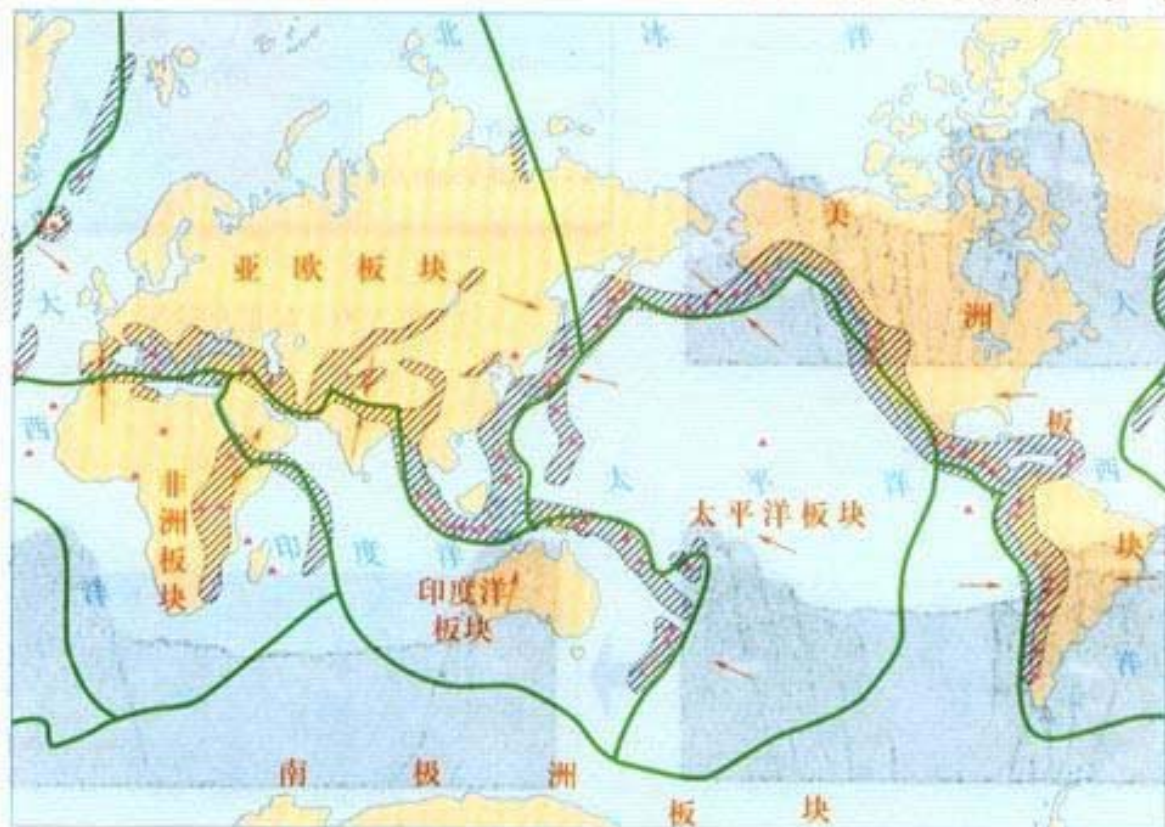 北 冰 洋
亚 欧 板 块
美
洲
板
块
大
西
洋
大
西
洋
太 平 洋
太平洋板块
非
洲
板
块
印 度 洋
印度洋
板块
南 极 洲
板 块